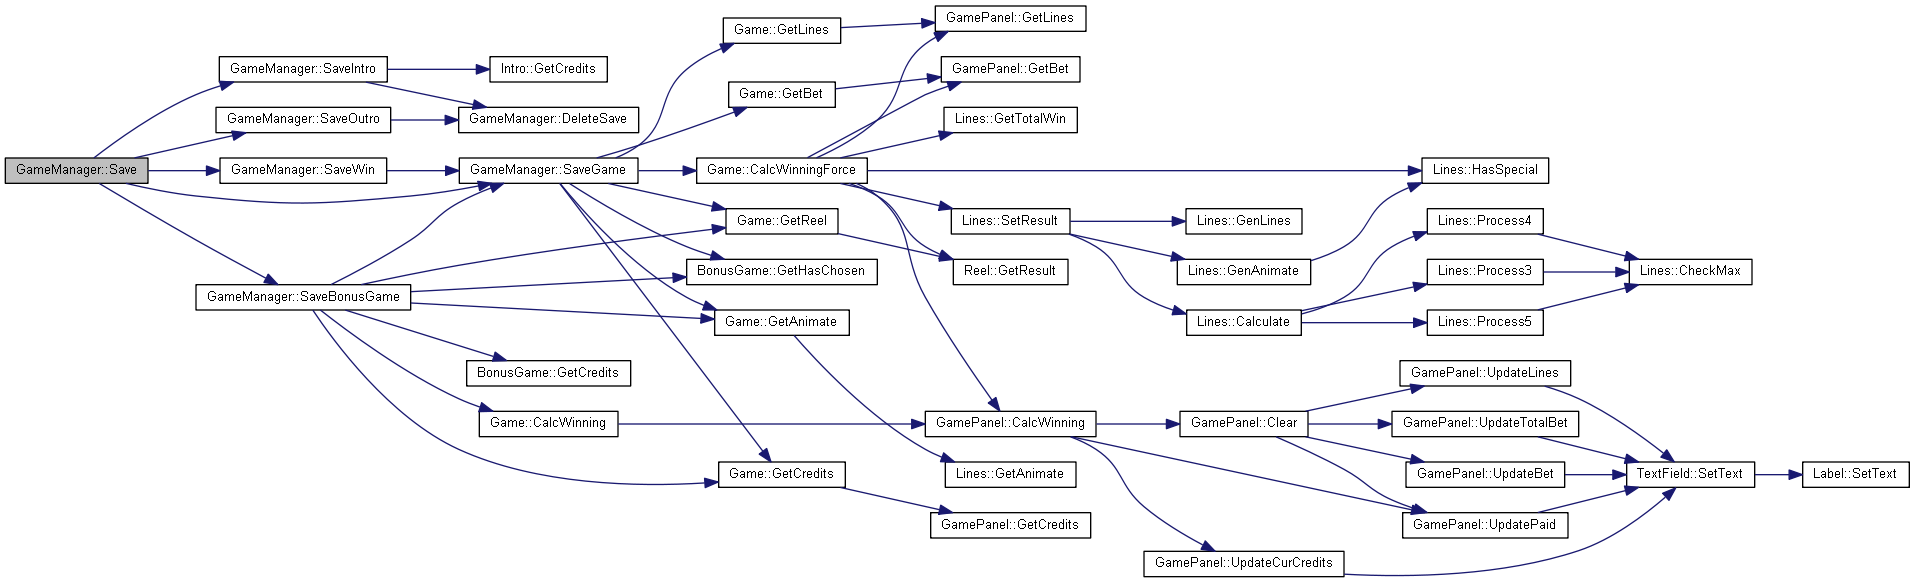 GameManager::Save
GameManager::SaveIntro
GameManager::SaveOutro
GameManager::SaveWin
GameManager::SaveBonusGame
Intro::GetCredits
GameManager::DeleteSave
GameManager::SaveGame
BonusGame::GetCredits
Game::CalcWinning
Game::GetLines
Game::GetBet
Game::CalcWinningForce
Game::GetReel
BonusGame::GetHasChosen
Game::GetAnimate
Game::GetCredits
GamePanel::GetLines
GamePanel::GetBet
Lines::GetTotalWin
Lines::SetResult
Reel::GetResult
GamePanel::CalcWinning
Lines::GetAnimate
GamePanel::GetCredits
Lines::GenLines
Lines::GenAnimate
Lines::Calculate
GamePanel::Clear
GamePanel::UpdateCurCredits
Lines::HasSpecial
Lines::Process4
Lines::Process3
Lines::Process5
GamePanel::UpdateLines
GamePanel::UpdateTotalBet
GamePanel::UpdateBet
GamePanel::UpdatePaid
Lines::CheckMax
TextField::SetText
Label::SetText